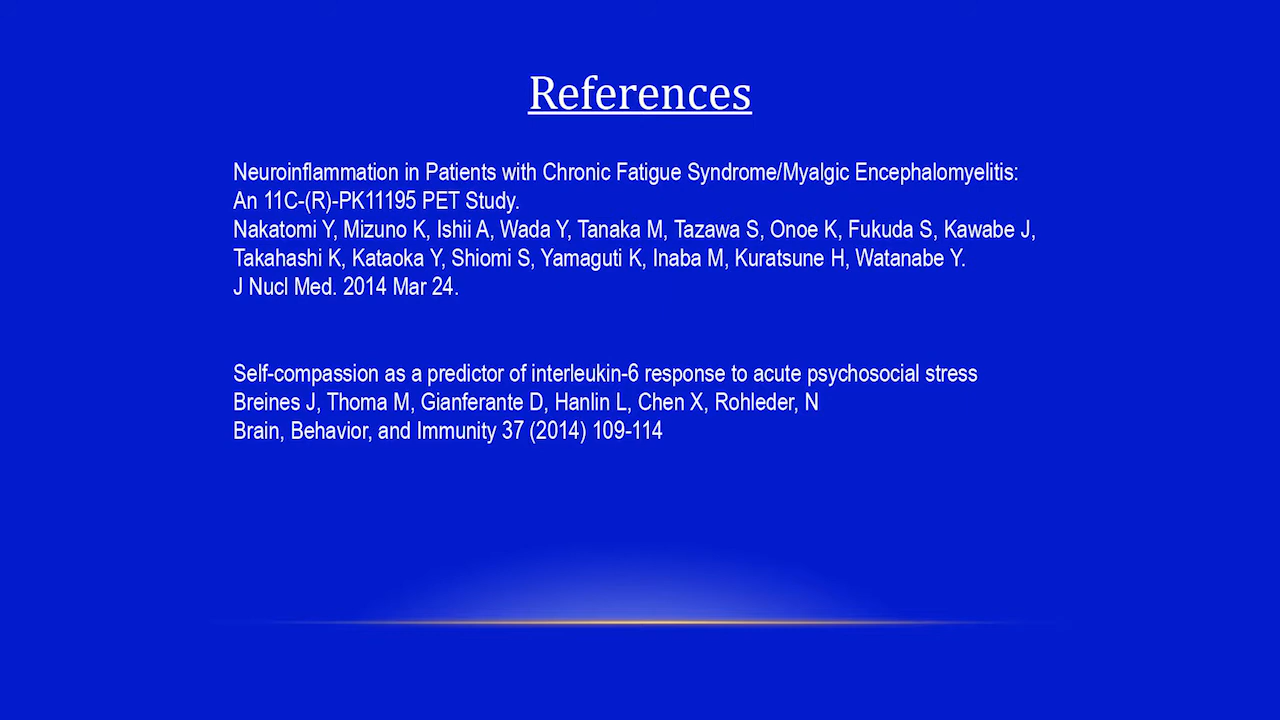 References
Neuroinflammation in Patients with Chronic Fatigue Syndrome/Myalgic Encephalomyelitis:
An 11C-(R)-PK11195 PET Study.
Nakatomi Y, Mizuno K, Ishii A, Wada Y, Tanaka M, Tazawa S, Onoe K, Fukuda S, Kawabe J,
Takahashi K, Kataoka Y, Shiomi S, Yamaguti K, Inaba M, Kuratsune H, Watanabe Y.
J Nucl Med. 2014 Mar 24.
Self-compassion as a predictor of interleukin-6 response to acute psychosocial stress
Breines J, Thoma M, Gianferante D, Hanlin L, Chen X, Rohleder, N
Brain, Behavior, and Immunity 37 (2014) 109-114